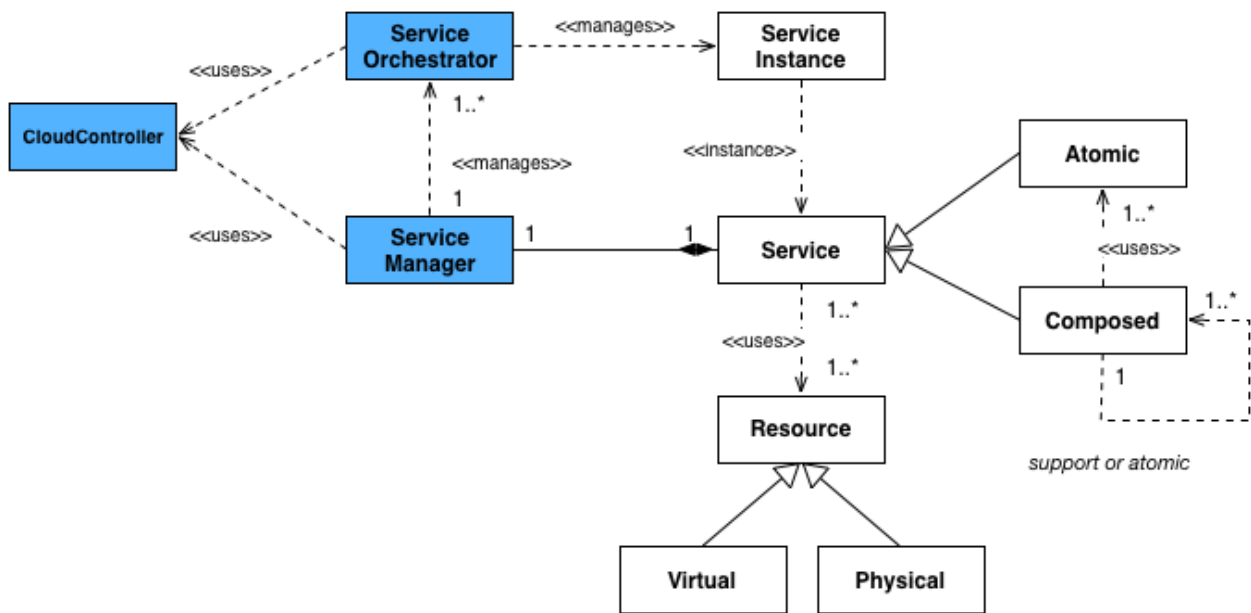 Service
Orchestrator
<<manages>>
Service
Instance
<<uses>>
1..*
CloudController
<<manages>>
<<instance>>
Atomic
1
1..*
<<uses>>
Service
Manager
1
1
Service
<<uses>>
1..*
1..*
Composed
<<uses>>
1..*
1
Resource
support or atomic
Virtual
Physical